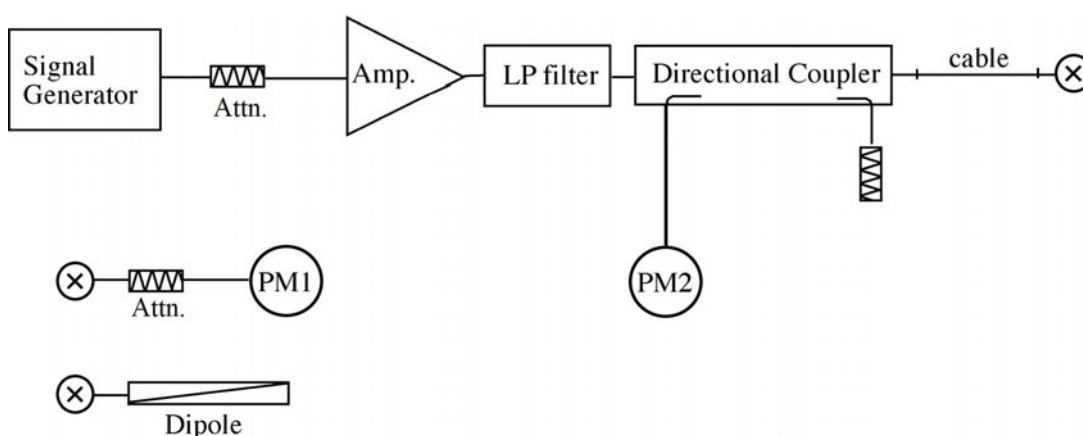 Signal
Generator
Attn.
Amp.
LP filter
Directional Coupler
cable
PM1
Attn.
PM2
Dipole